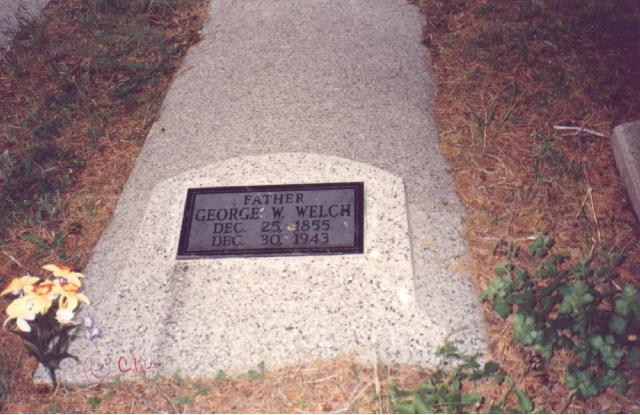 FATHER
GEORGE W. WELCH
DEC. 25, 1855
DEC. 30, 1943